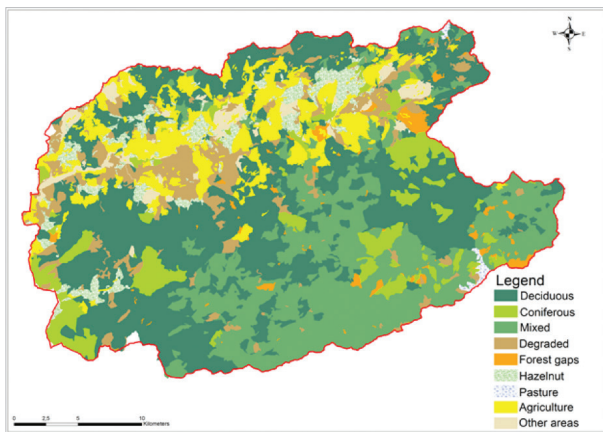 N
W E
S
Legend
Deciduous
Coniferous
Mixed
Degraded
Forest gaps
Hazelnut
Pasture
Agriculture
Other areas
0 2,5 5 10
Kilometers